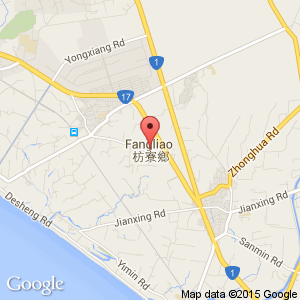 Yongxiang Rd
1
17
Fangliao
枋寮鄉
Zhonghua Rd
Desheng Rd
Jianxing Rd
Jianxing Rd
Sanmin Rd
Yimin Rd
1
Google
Map data ©2015 Google